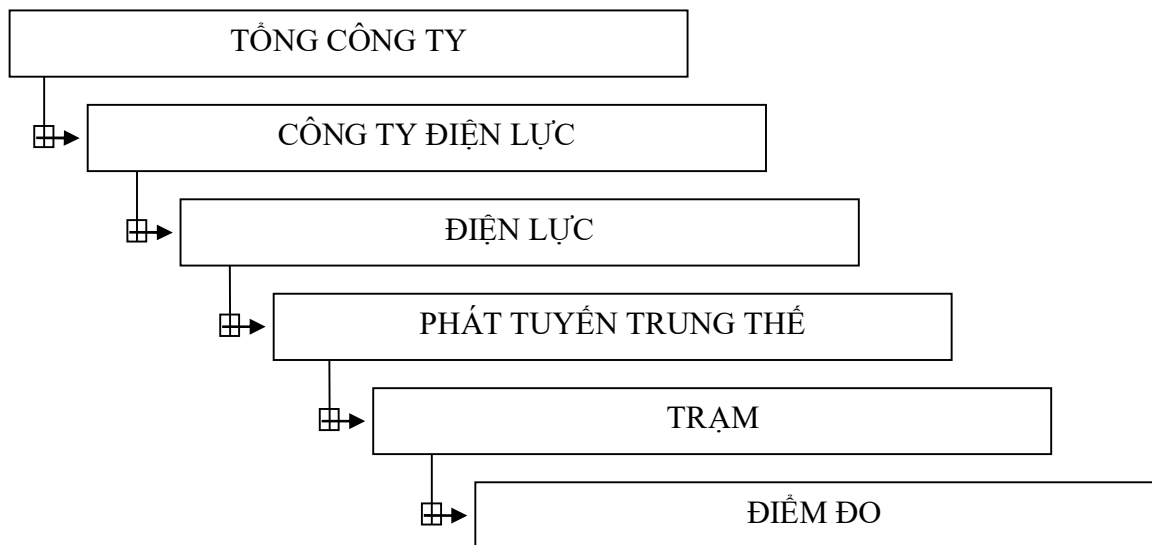 TỔNG CÔNG TY
CÔNG TY ĐIỆN LỰC
ĐIỆN LỰC
PHÁT TUYẾN TRUNG THẾ
TRẠM
ĐIỂM ĐO